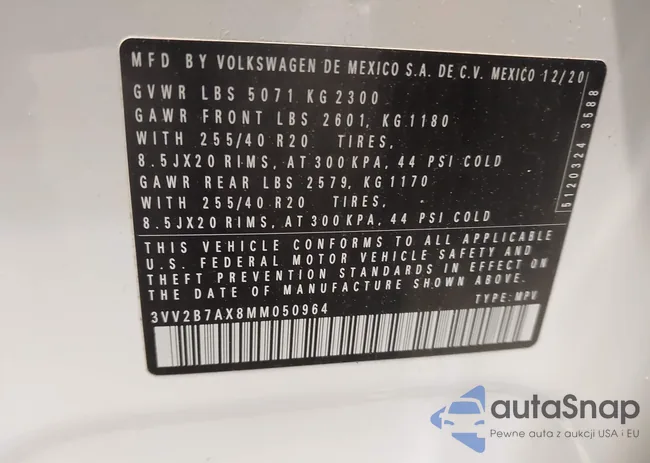 MFD BY VOLKSWAGEN DE MEXICO S.A. DE C.V. MEXICO 12/20
GVWR LBS 5071 KG 2300
GAWR FRONT LBS 2601, KG 1180
WITH 255/40 R20 TIRES,
8.5JX20 RIMS, AT 300 KPA, 44 PSI COLD
GAWR REAR LBS 2579, KG 1170
WITH 255/40 R20 TIRES,
8.5JX20 RIMS, AT 300 KPA, 44 PSI COLD
THIS VEHICLE CONFORMS TO ALL APPLICABLE
U.S. FEDERAL MOTOR VEHICLE SAFETY AND
THEFT PREVENTION STANDARDS IN EFFECT ON
THE DATE OF MANUFACTURE SHOWN ABOVE.
3VV2B7AX8MM050964 TYPE: MPV
5120324 3588
autaSnap
Pewne auta z aukcji USA i EU